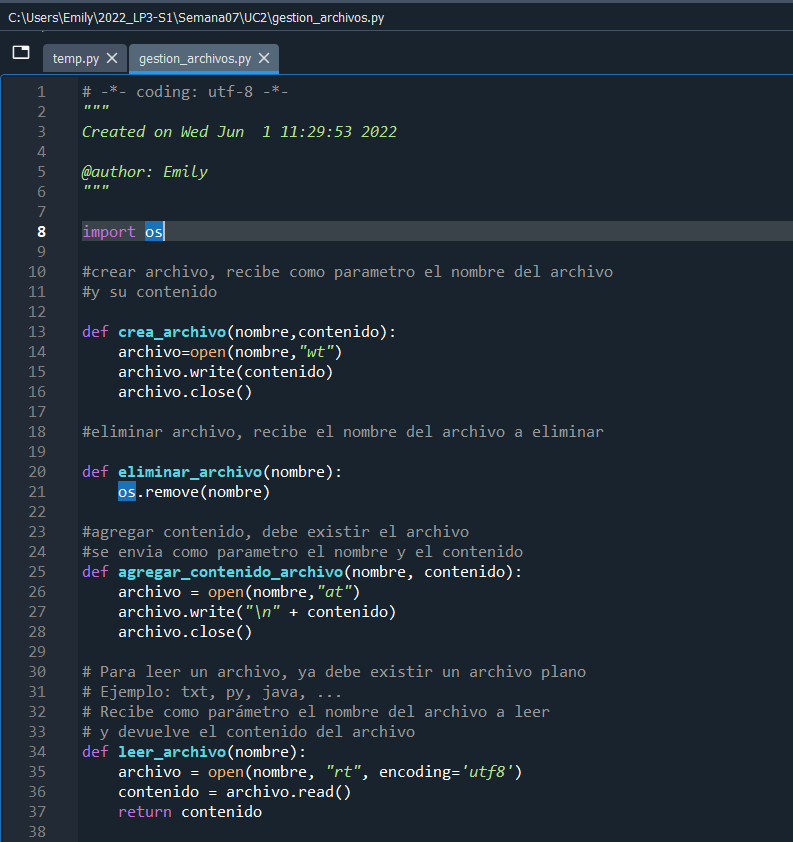 C:\Users\Emily\2022_LP3-S1\Semana07\UC2\gestion_archivos.py
temp.py gestion_archivos.py
1 # -*- coding: utf-8 -*-
2 """
3 Created on Wed Jun  1 11:29:53 2022
4
5 @author: Emily
6 """
7
8 import os
9
10 #crear archivo, recibe como parametro el nombre del archivo
11 #y su contenido
12
13 def crea_archivo(nombre,contenido):
14     archivo=open(nombre,"wt")
15     archivo.write(contenido)
16     archivo.close()
17
18 #eliminar archivo, recibe el nombre del archivo a eliminar
19
20 def eliminar_archivo(nombre):
21     os.remove(nombre)
22
23 #agregar contenido, debe existir el archivo
24 #se envia como parametro el nombre y el contenido
25 def agregar_contenido_archivo(nombre, contenido):
26     archivo = open(nombre,"at")
27     archivo.write("\n" + contenido)
28     archivo.close()
29
30 # Para leer un archivo, ya debe existir un archivo plano
31 # Ejemplo: txt, py, java, ...
32 # Recibe como parámetro el nombre del archivo a leer
33 # y devuelve el contenido del archivo
34 def leer_archivo(nombre):
35     archivo = open(nombre, "rt", encoding='utf8')
36     contenido = archivo.read()
37     return contenido
38